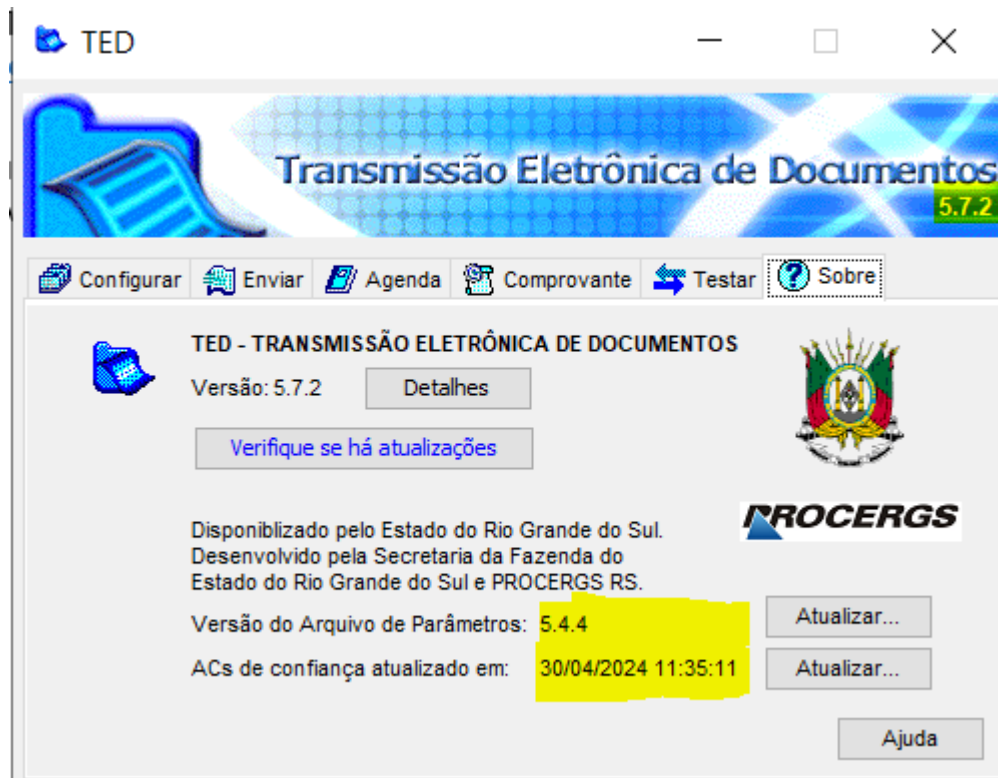 TED
Transmissão Eletrônica de Documentos
5.7.2
Configurar Enviar Agenda Comprovante Testar Sobre
TED - TRANSMISSÃO ELETRÔNICA DE DOCUMENTOS
Versão: 5.7.2 Detalhes
Verifique se há atualizações
PROCERGS
Disponiblizado pelo Estado do Rio Grande do Sul.
Desenvolvido pela Secretaria da Fazenda do
Estado do Rio Grande do Sul e PROCERGS RS.
Versão do Arquivo de Parâmetros: 5.4.4 Atualizar...
ACs de confiança atualizado em: 30/04/2024 11:35:11 Atualizar...
Ajuda